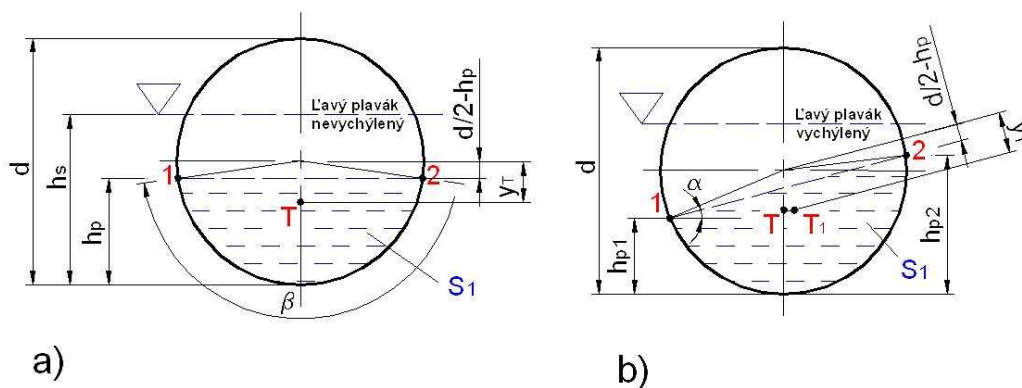 d
hs
hp
1
2
T
Ľavý plavák
nevychýlený
d/2-hp
yT
S1
β
a)
d
hp1
1
α
T
T1
Ľavý plavák
vychýlený
2
d/2-hp
hp2
S1
b)